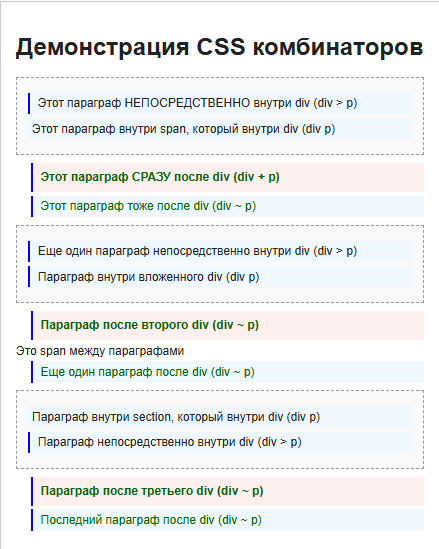 Демонстрация CSS комбинаторов
Этот параграф НЕПОСРЕДСТВЕННО внутри div (div > p)
Этот параграф внутри span, который внутри div (div p)
Этот параграф СРАЗУ после div (div + p)
Этот параграф тоже после div (div ~ p)
Еще один параграф непосредственно внутри div (div > p)
Параграф внутри вложенного div (div p)
Параграф после второго div (div ~ p)
Это span между параграфами
Еще один параграф после div (div ~ p)
Параграф внутри section, который внутри div (div p)
Параграф непосредственно внутри div (div > p)
Параграф после третьего div (div ~ p)
Последний параграф после div (div ~ p)